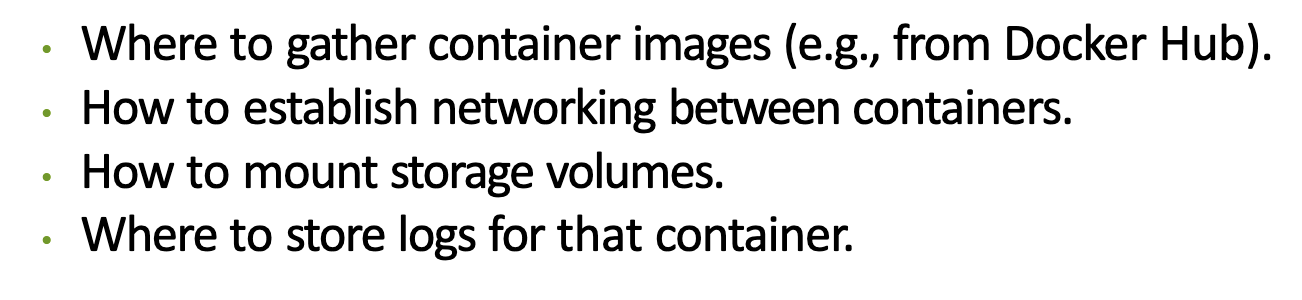 • Where to gather container images (e.g., from Docker Hub).
• How to establish networking between containers.
• How to mount storage volumes.
• Where to store logs for that container.